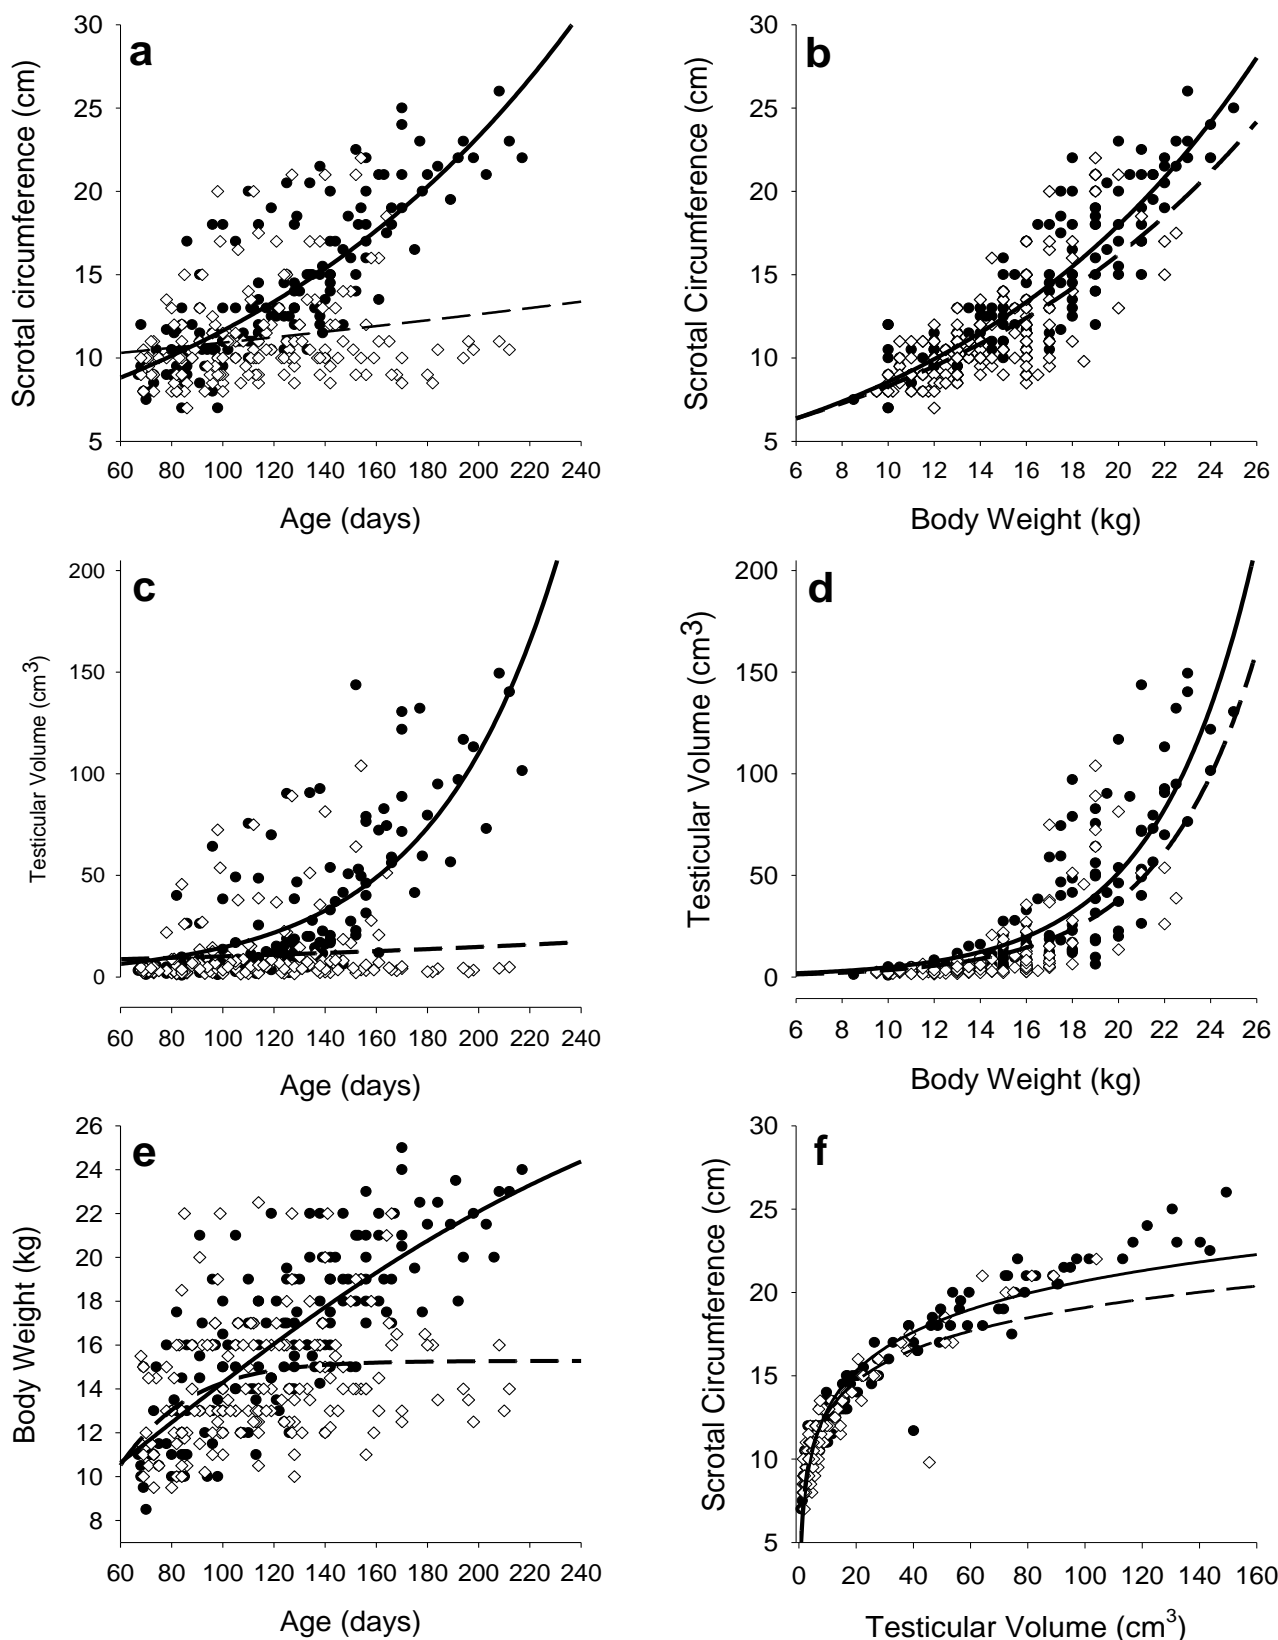 a
30
25
20
15
10
5
Scrotal circumference (cm)
60 80 100 120 140 160 180 200 220 240
Age (days)
b
30
25
20
15
10
5
Scrotal Circumference (cm)
6 8 10 12 14 16 18 20 22 24 26
Body Weight (kg)
c
200
150
100
50
0
Testicular Volume (cm3)
60 80 100 120 140 160 180 200 220 240
Age (days)
d
200
150
100
50
0
Testicular Volume (cm3)
6 8 10 12 14 16 18 20 22 24 26
Body Weight (kg)
e
26
24
22
20
18
16
14
12
10
8
Body Weight (kg)
60 80 100 120 140 160 180 200 220 240
Age (days)
f
30
25
20
15
10
5
Scrotal Circumference (cm)
0 20 40 60 80 100 120 140 160
Testicular Volume (cm3)